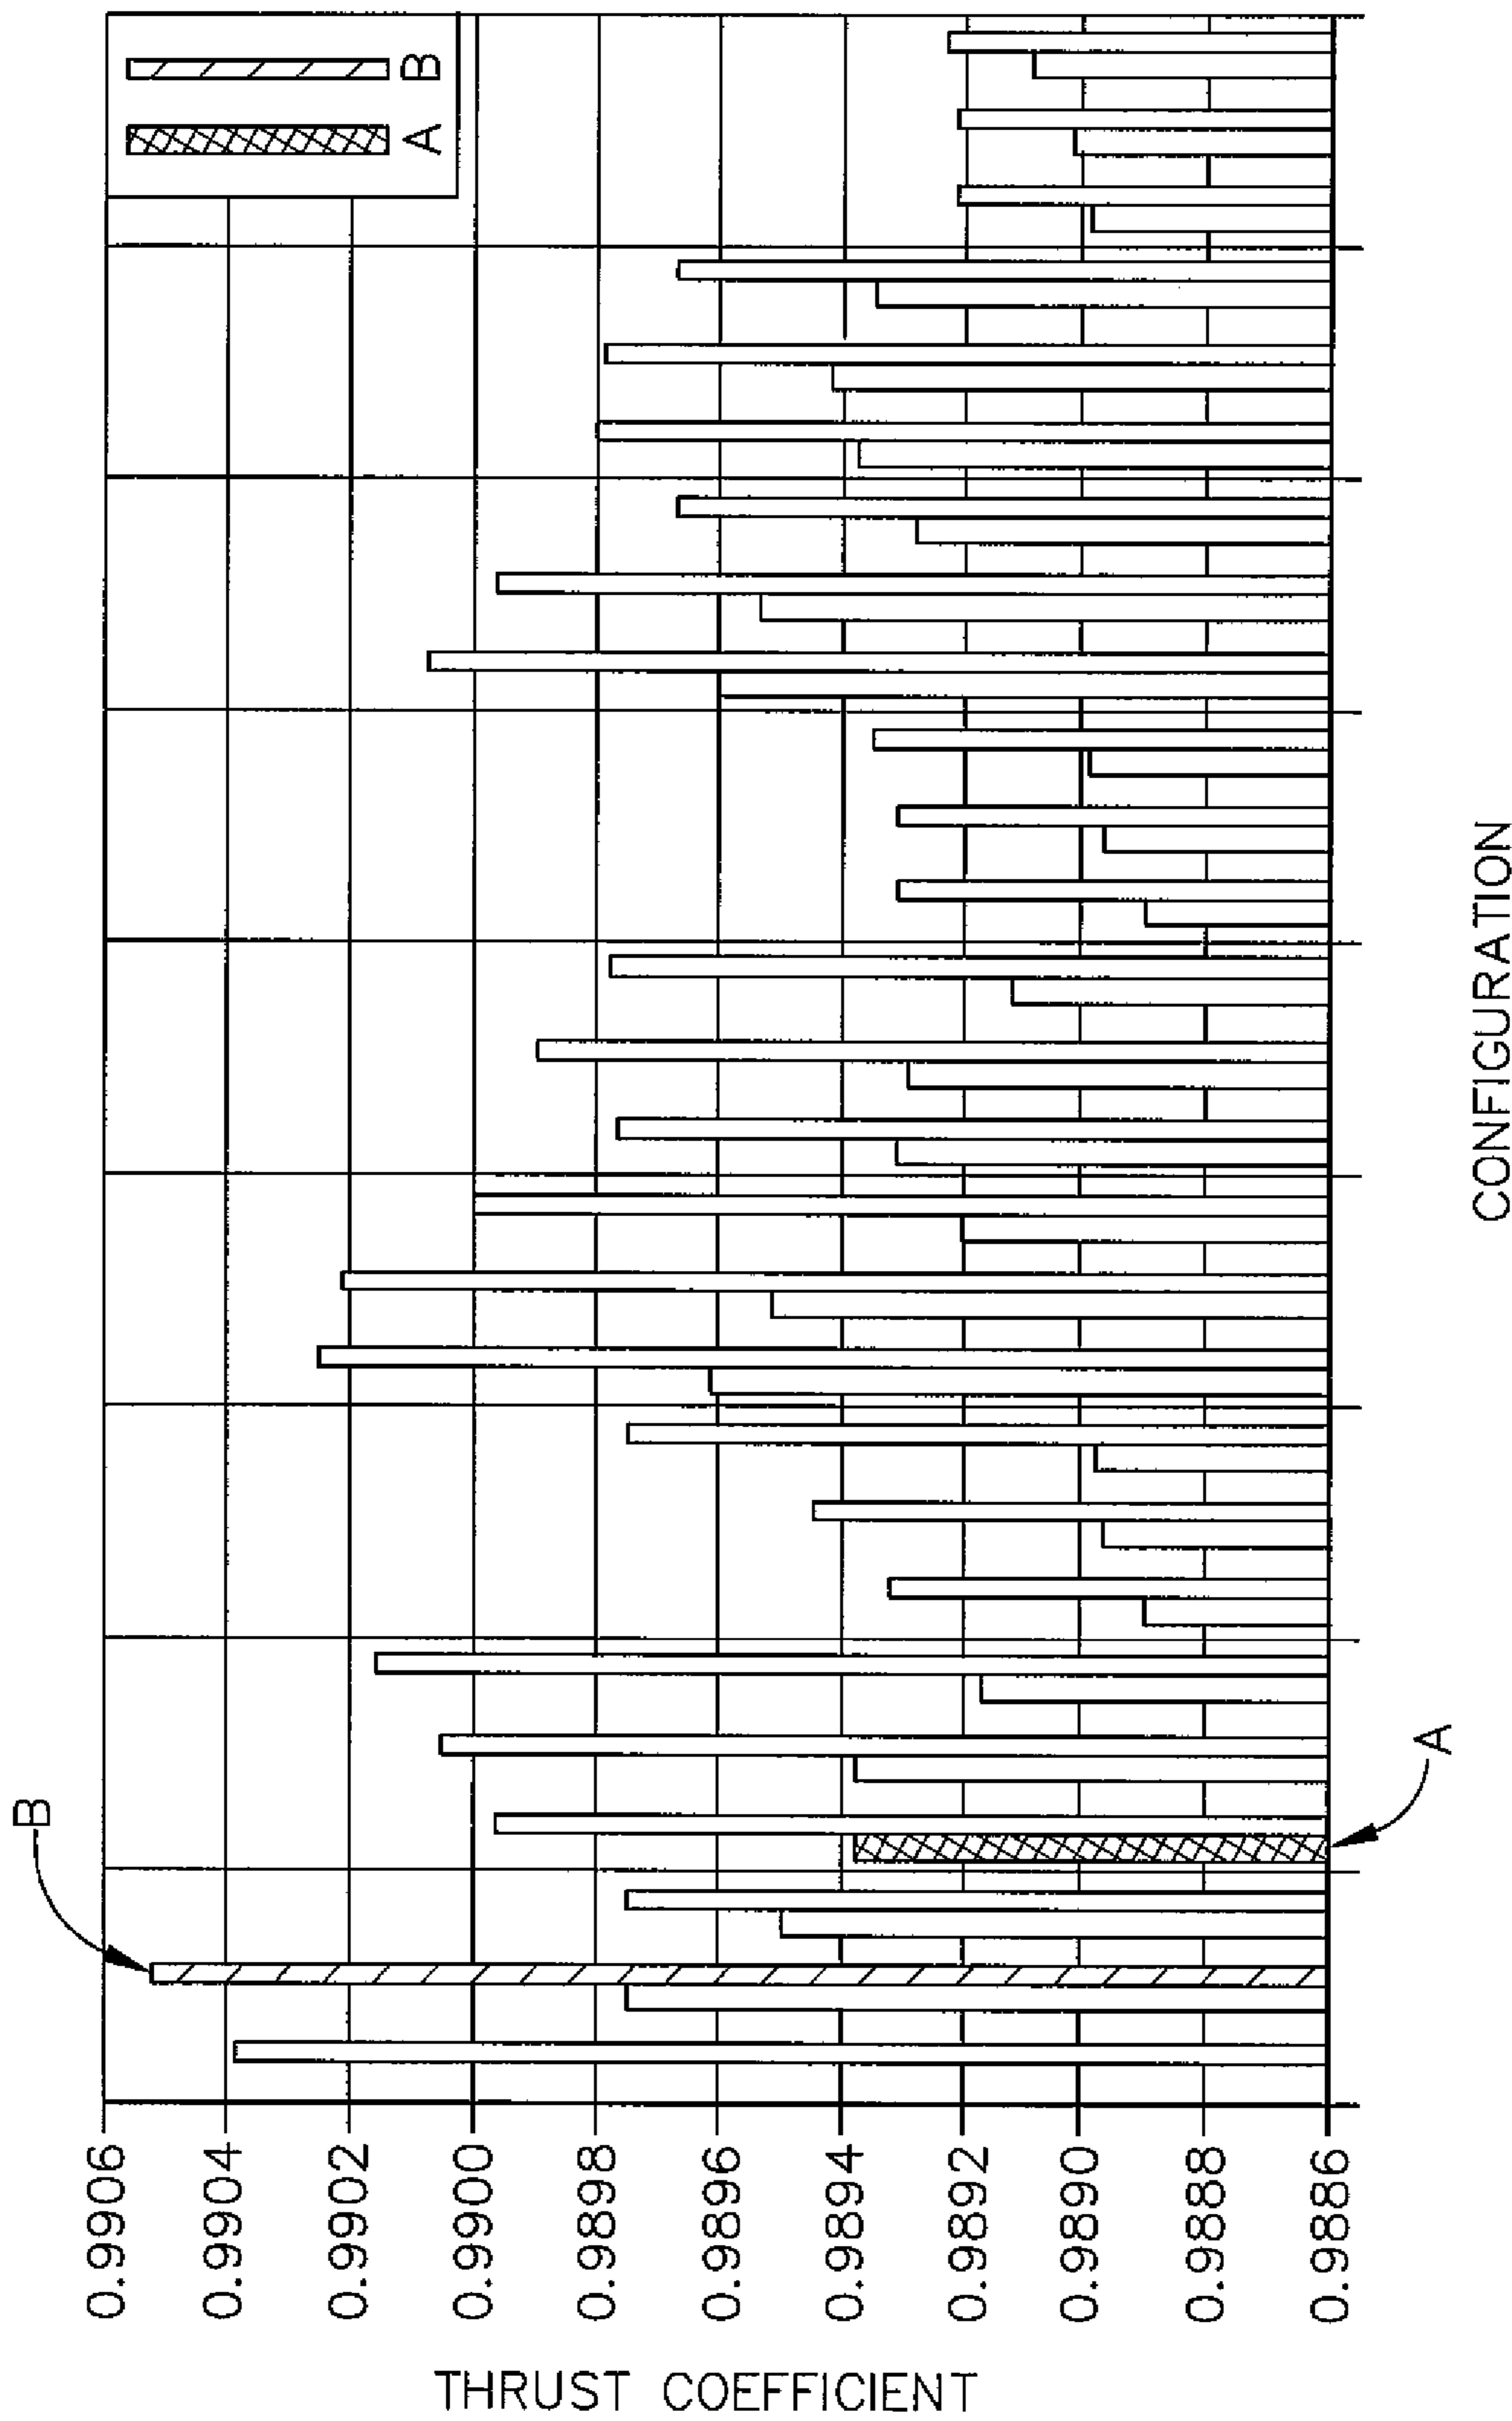 B
A
B
A
0.9906
0.9904
0.9902
0.9900
0.9898
0.9896
0.9894
0.9892
0.9890
0.9888
0.9886
THRUST COEFFICIENT
CONFIGURATION